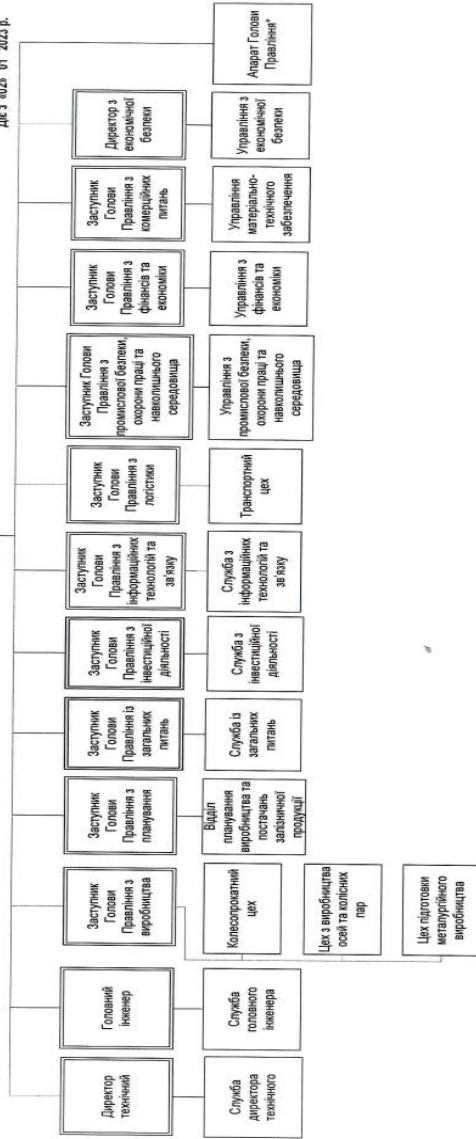 Діє з «02» 01 2023 р.
Директор
технічний
Головний
інженер
Заступник
Голови
Правління з
виробництва
Заступник
Голови
Правління з
планування
Заступник
Голови
Правління із
загальних
питань
Заступник
Голови
Правління з
інвестиційної
діяльності
Заступник
Голови
Правління з
інформаційних
технологій та
зв'язку
Заступник
Голови
Правління з
логістики
Заступник Голови
Правління з
промислової безпеки,
охорони праці та
навколишнього
середовища
Заступник
Голови
Правління з
фінансів та
економіки
Заступник
Голови
Правління з
комерційних
питань
Директор з
економічної
безпеки
Апарат Голови
Правління*
Служба
директора
технічного
Служба
головного
інженера
Колесопрокатний
цех
Цех з виробництва
осей та колісних
пар
Цех підготовки
металургійного
виробництва
Відділ
планування
виробництва та
постачань
залізничної
продукції
Служба із
загальних
питань
Служба з
інвестиційної
діяльності
Служба з
інформаційних
технологій та
зв'язку
Транспортний
цех
Управління з
промислової безпеки,
охорони праці та
навколишнього
середовища
Управління з
фінансів та
економіки
Управління
матеріально-
технічного
забезпечення
Управління з
економічної
безпеки